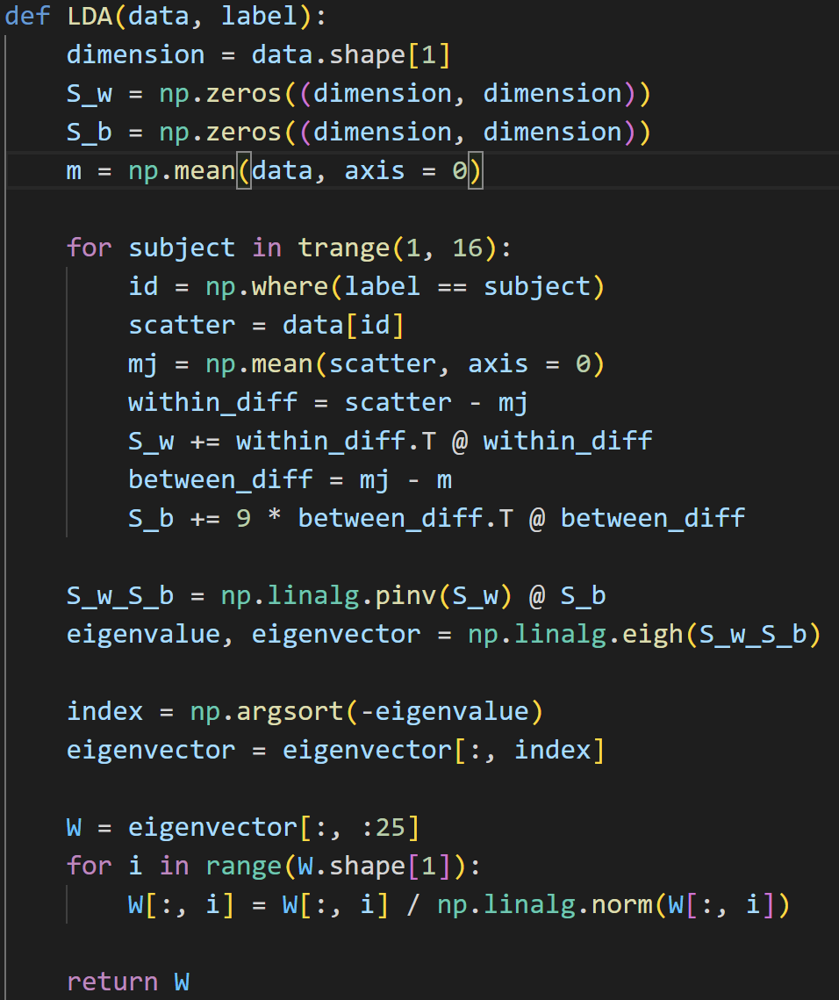 def LDA(data, label):
    dimension = data.shape[1]
    S_w = np.zeros((dimension, dimension))
    S_b = np.zeros((dimension, dimension))
    m = np.mean(data, axis = 0)

    for subject in trange(1, 16):
        id = np.where(label == subject)
        scatter = data[id]
        mj = np.mean(scatter, axis = 0)
        within_diff = scatter - mj
        S_w += within_diff.T @ within_diff
        between_diff = mj - m
        S_b += 9 * between_diff.T @ between_diff

    S_w_S_b = np.linalg.pinv(S_w) @ S_b
    eigenvalue, eigenvector = np.linalg.eigh(S_w_S_b)

    index = np.argsort(-eigenvalue)
    eigenvector = eigenvector[:, index]

    W = eigenvector[:, :25]
    for i in range(W.shape[1]):
        W[:, i] = W[:, i] / np.linalg.norm(W[:, i])

    return W